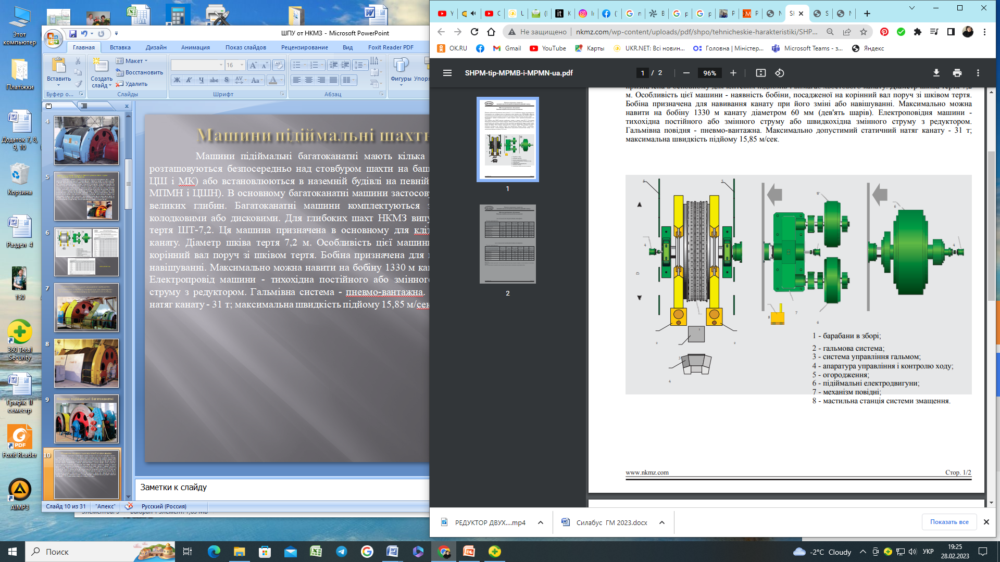 Этот компьютер
Платіжки
Додаток 7, 8, 9, 10
Корзина
Раздел 4
150
360 Total Security
Графік ІІ семестр
Foxit Reader
AIMP3
ШПУ от НКМЗ - Microsoft PowerPoint
Главная
Вставка
Дизайн
Анимация
Показ слайдов
Рецензирование
Вид
Foxit Reader PDF
Вставить
Буфер о...
Создать слайд
Макет
Восстановить
Удалить
Слайды
16
Шрифт
Абзац
Фигуры
4
5
6
7
8
9
Машини підіймальні багатоканатні
10
Машини підіймальні шахтн
Машини підіймальні багатоканатні мають кілька
розташовуються безпосередньо над стовбуром шахти на баш
ЦШ і МК) або встановлюються в наземній будівлі на певній
МПМН і ЦШН). В основному багатоканатні машини застосову
великих глибин. Багатоканатні машини комплектуються
колодковими або дисковими. Для глибоких шахт НКМЗ випу
тертя ШТ-7,2. Ця машина призначена в основному для кліт
канату. Діаметр шківа тертя 7,2 м. Особливість цієї машини
корінний вал поруч зі шківом тертя. Бобіна призначена для
навішуванні. Максимально можна навити на бобіну 1330 м кан
Електропровід машини - тихохідна постійного або змінного
струму з редуктором. Гальмівна система - пневмо-вантажна.
натяг канату - 31 т; максимальна швидкість підйому 15,85 м/сек
Заметки к слайду
Слайд 10 из 31
"Апекс"
Русский (Россия)
Не защищено
nkmz.com/wp-content/uploads/pdf/shpo/tehnicheskie-harakteristiki/SHP...
OK.RU
Gmail
YouTube
Карты
UKR.NET: Всі новин...
Головна | Міністер...
Microsoft Teams - з...
Яндекс
SHPM-tip-MPMB-i-MPMN-ua.pdf
1 / 2
96%
1
2
м. Особливість цієї машини - наявність бобіни, посадженої на корінний вал поруч зі шківом тертя.
Бобіна призначена для навивання канату при його зміні або навішуванні. Максимально можна
навити на бобіну 1330 м канату діаметром 60 мм (дев'ять шарів). Електроповідня машини -
тихохідна постійного або змінного струму або швидкохідна змінного струму з редуктором.
Гальмівна повідня - пневмо-вантажна. Максимально допустимий статичний натяг канату - 31 т;
максимальна швидкість підйому 15,85 м/сек.
1 - барабани в зборі;
2 - гальмова система;
3 - система управління гальмом;
4 - апаратура управління і контролю ходу;
5 - огородження;
6 - підіймальні електродвигуни;
7 - механізм повідні;
8 - мастильна станція системи змащення.
www.nkmz.com
Стор. 1/2
РЕДУКТОР ДВУХ....mp4
Силабус ГМ 2023.docx
Показать все
Поиск
-2°C Cloudy
УКР
19:25
28.02.2023